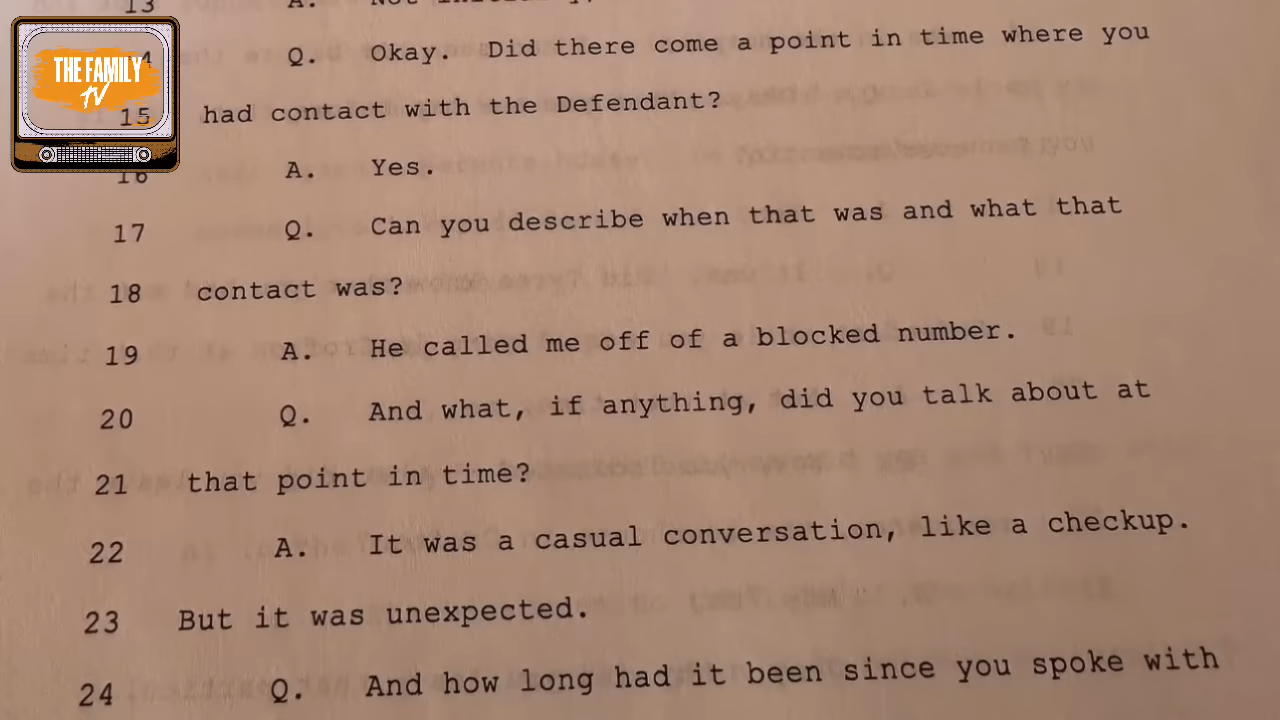 THE FAMILY
TV
13 A. Not
4 Q. Okay. Did there come a point in time where you
15 had contact with the Defendant?
16 A. Yes.
17 Q. Can you describe when that was and what that
18 contact was?
19 A. He called me off of a blocked number.
20 Q. And what, if anything, did you talk about at
21 that point in time?
22 A. It was a casual conversation, like a checkup.
23 But it was unexpected.
24 Q. And how long had it been since you spoke with